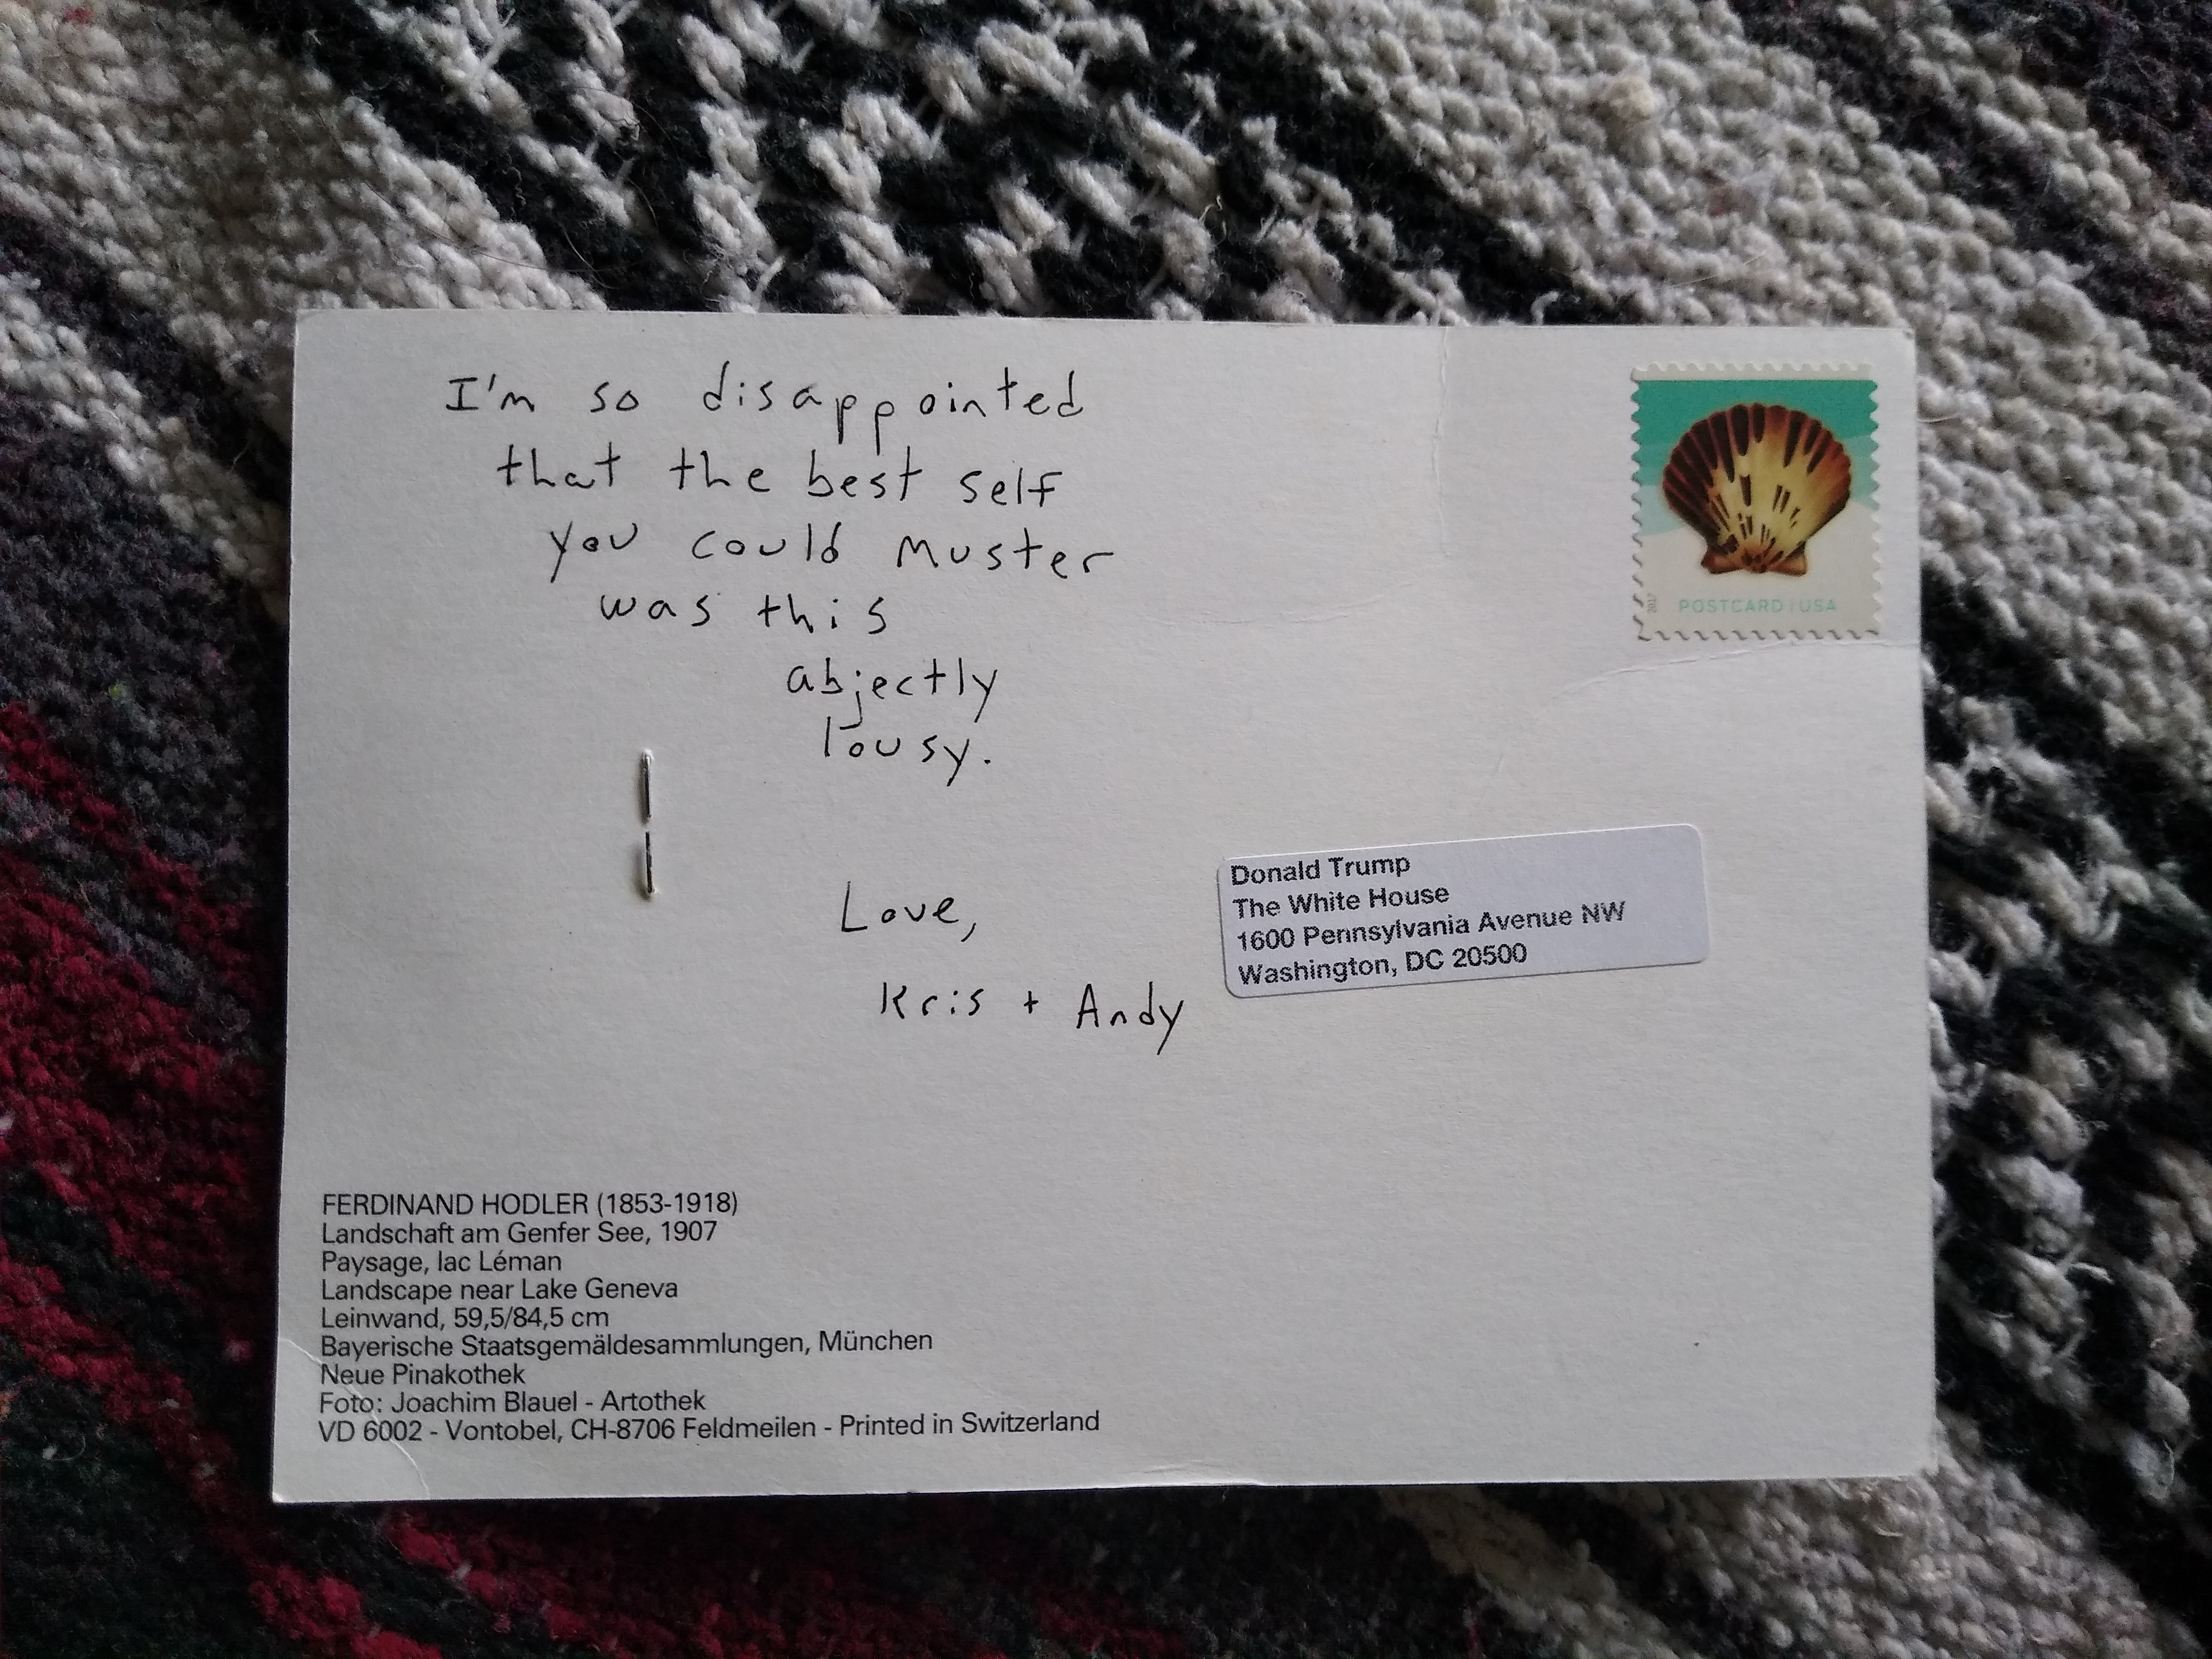 I'm so disappointed
that the best self
you could muster
was this
abjectly
lousy.
Love,
Kris + Andy
2017
POSTCARD | USA
Donald Trump
The White House
1600 Pennsylvania Avenue NW
Washington, DC 20500
FERDINAND HODLER (1853-1918)
Landschaft am Genfer See, 1907
Paysage, lac Léman
Landscape near Lake Geneva
Leinwand, 59,5/84,5 cm
Bayerische Staatsgemäldesammlungen, München
Neue Pinakothek
Foto: Joachim Blauel - Artothek
VD 6002 - Vontobel, CH-8706 Feldmeilen - Printed in Switzerland